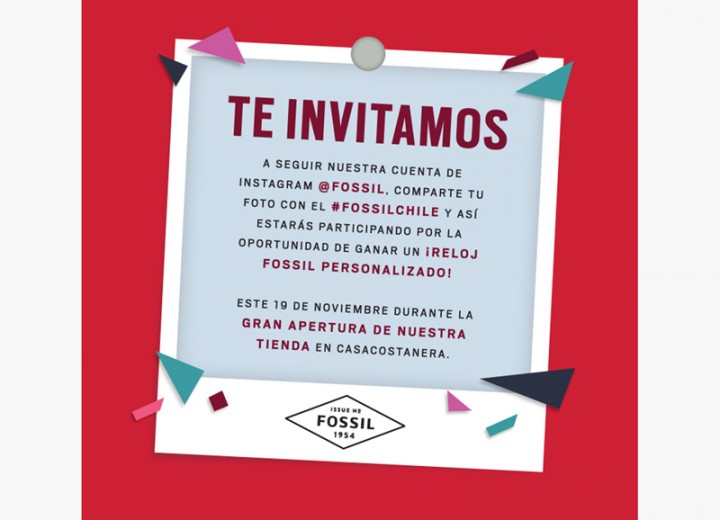 TE INVITAMOS
A SEGUIR NUESTRA CUENTA DE
INSTAGRAM @FOSSIL, COMPARTE TU
FOTO CON EL #FOSSILCHILE Y ASÍ
ESTARÁS PARTICIPANDO POR LA
OPORTUNIDAD DE GANAR UN ¡RELOJ
FOSSIL PERSONALIZADO!
ESTE 19 DE NOVIEMBRE DURANTE LA
GRAN APERTURA DE NUESTRA
TIENDA EN CASACOSTANERA.
ISSUE Nº
FOSSIL
1954